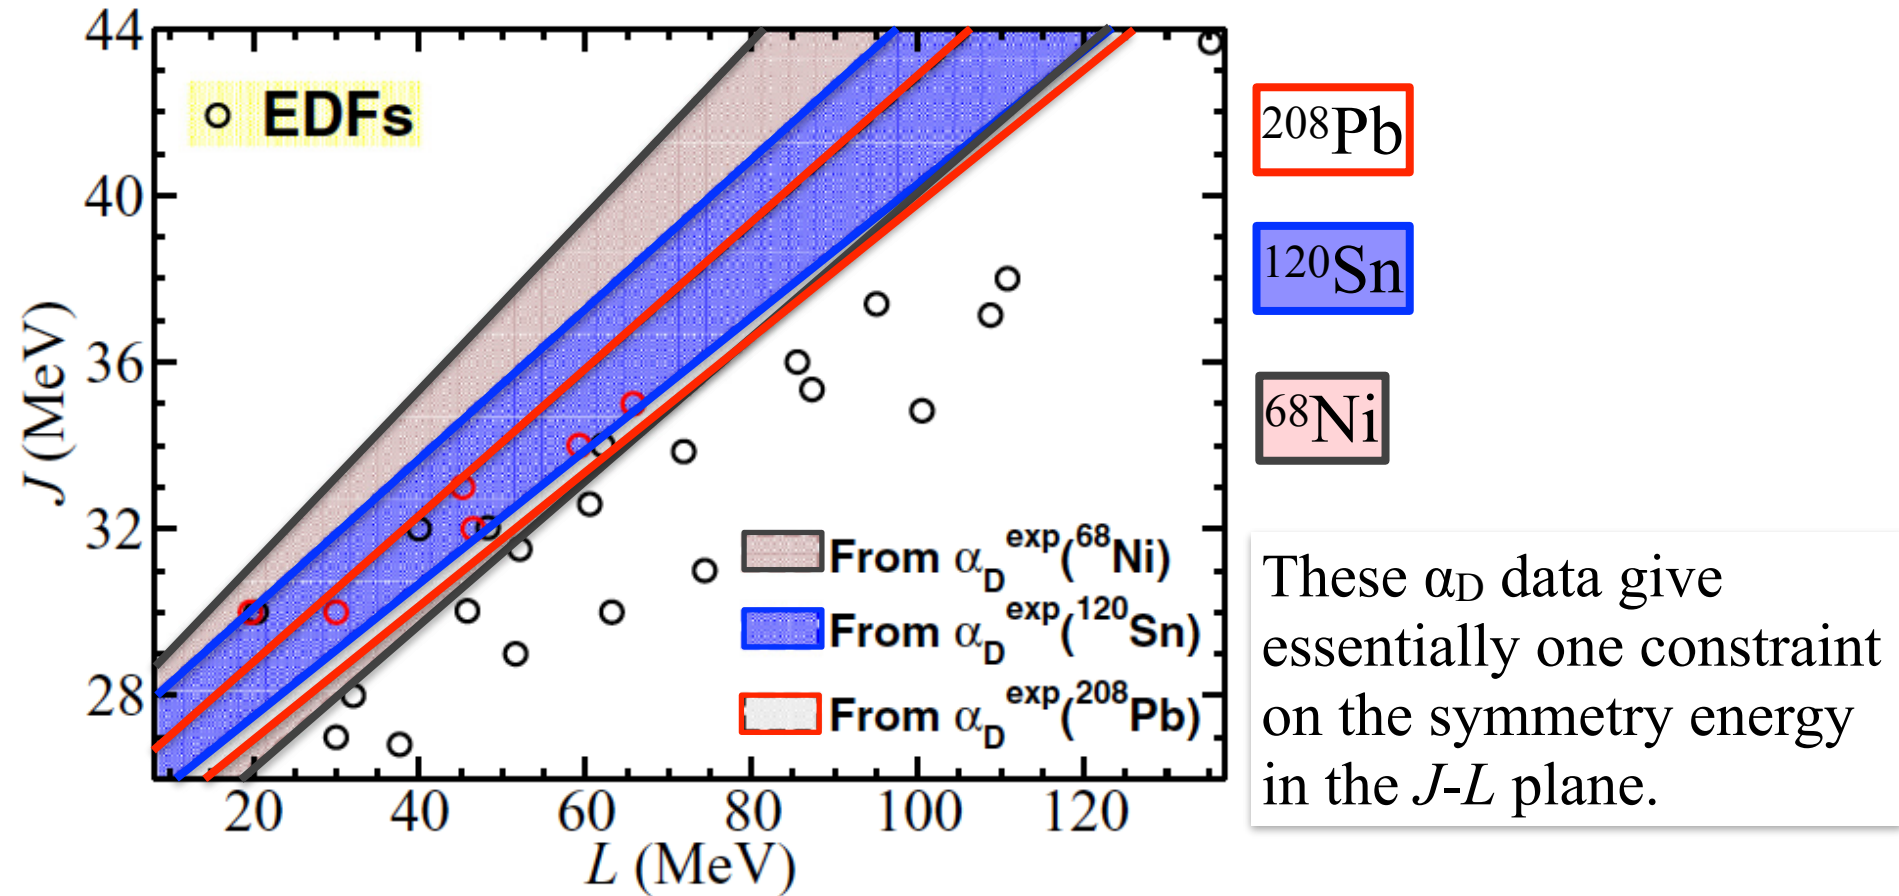 44
40
36
32
28
J (MeV)
20 40 60 80 100 120
L (MeV)
EDFs
From αD exp(68Ni)
From αD exp(120Sn)
From αD exp(208Pb)
208Pb
120Sn
68Ni
These αD data give
essentially one constraint
on the symmetry energy
in the J-L plane.